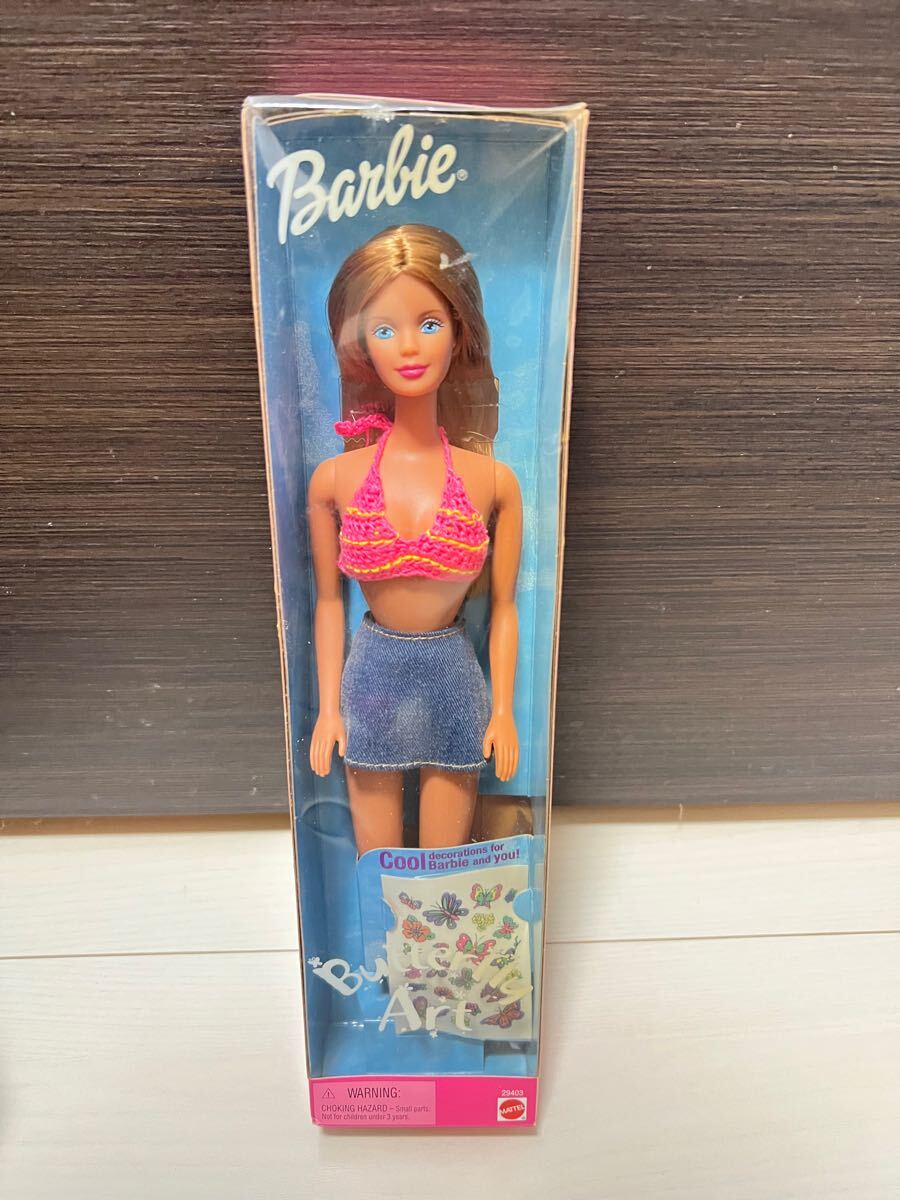 Barbie®
Cool decorations for
Barbie and you!
Butterfly
Art
⚠ WARNING:
CHOKING HAZARD – Small parts.
Not for children under 3 years.
29403
MATTEL